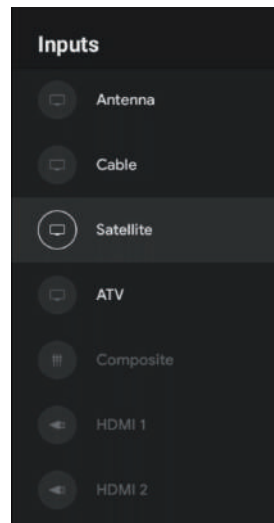 Inputs
Antenna
Cable
Satellite
ATV
Composite
HDMI 1
HDMI 2